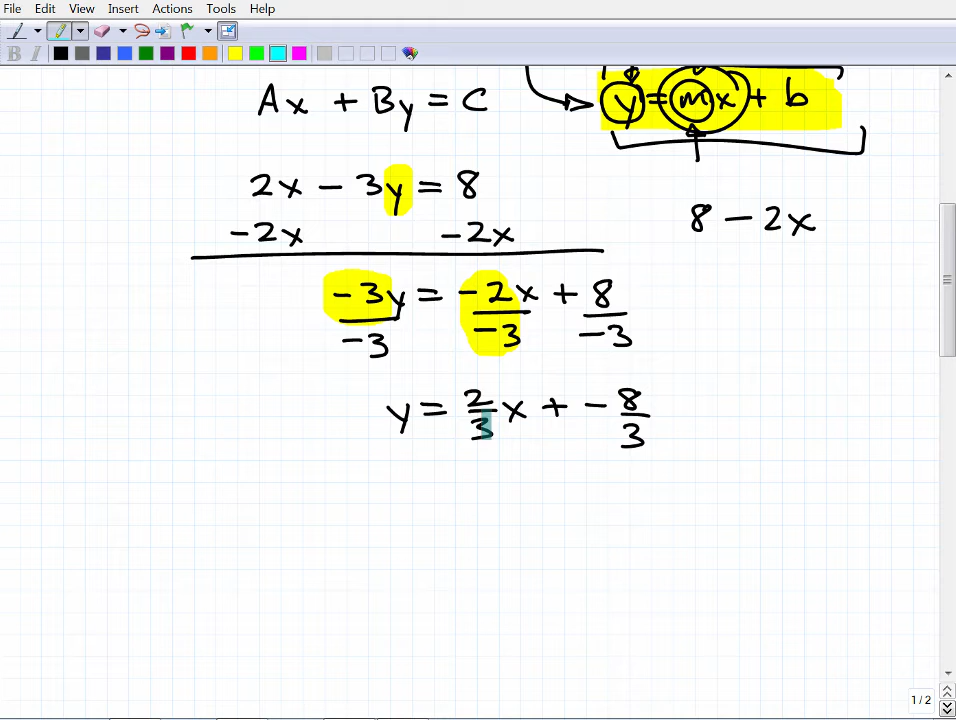 File Edit View Insert Actions Tools Help
B I
Ax + By = C
y = mx + b
2x - 3y = 8
-2x -2x
8 - 2x
-3y = -2x + 8
-3 -3 -3
y = 2/3 x + - 8/3
1 / 2